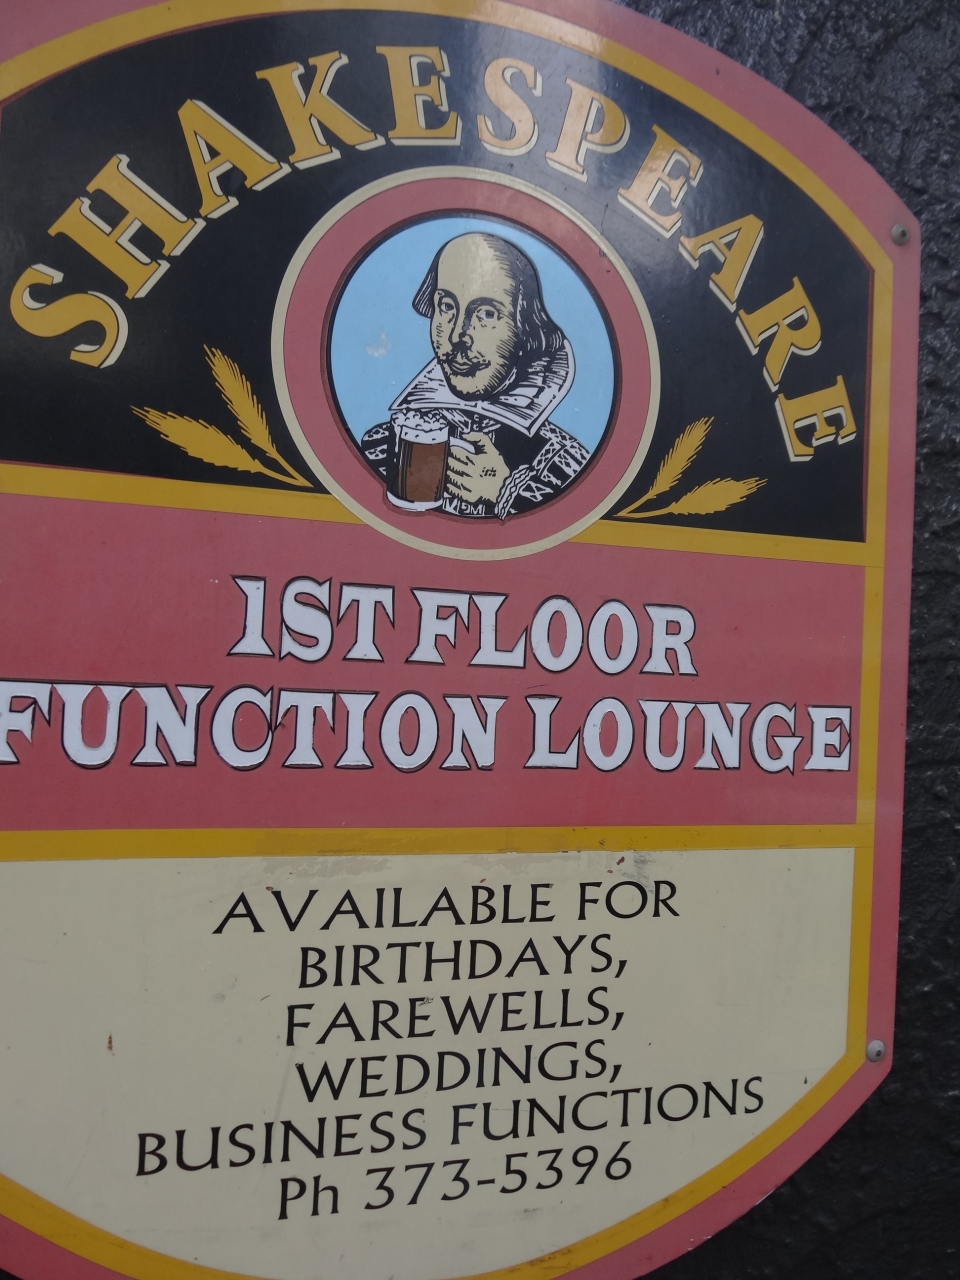 SHAKESPEARE
1ST FLOOR
FUNCTION LOUNGE
AVAILABLE FOR
BIRTHDAYS,
FAREWELLS,
WEDDINGS,
BUSINESS FUNCTIONS
Ph 373-5396